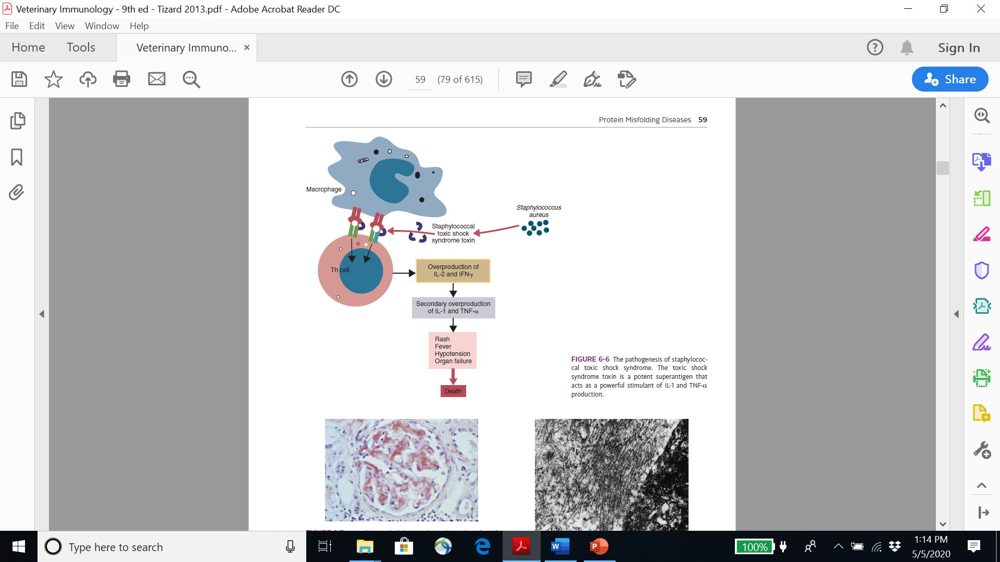 Veterinary Immunology - 9th ed - Tizard 2013.pdf - Adobe Acrobat Reader DC
File Edit View Window Help
Home Tools Veterinary Immuno... × Sign In
59 (79 of 615)
Share
Protein Misfolding Diseases 59
Macrophage
Staphylococcus
aureus
Staphylococcal
toxic shock
syndrome toxin
Th cell
Overproduction of
IL-2 and IFNγ
Secondary overproduction
of IL-1 and TNF-α
Rash
Fever
Hypotension
Organ failure
Death
FIGURE 6-6 The pathogenesis of staphylococ-
cal toxic shock syndrome. The toxic shock
syndrome toxin is a potent superantigen that
acts as a powerful stimulant of IL-1 and TNF-α
production.
Type here to search
100%
1:14 PM
5/5/2020